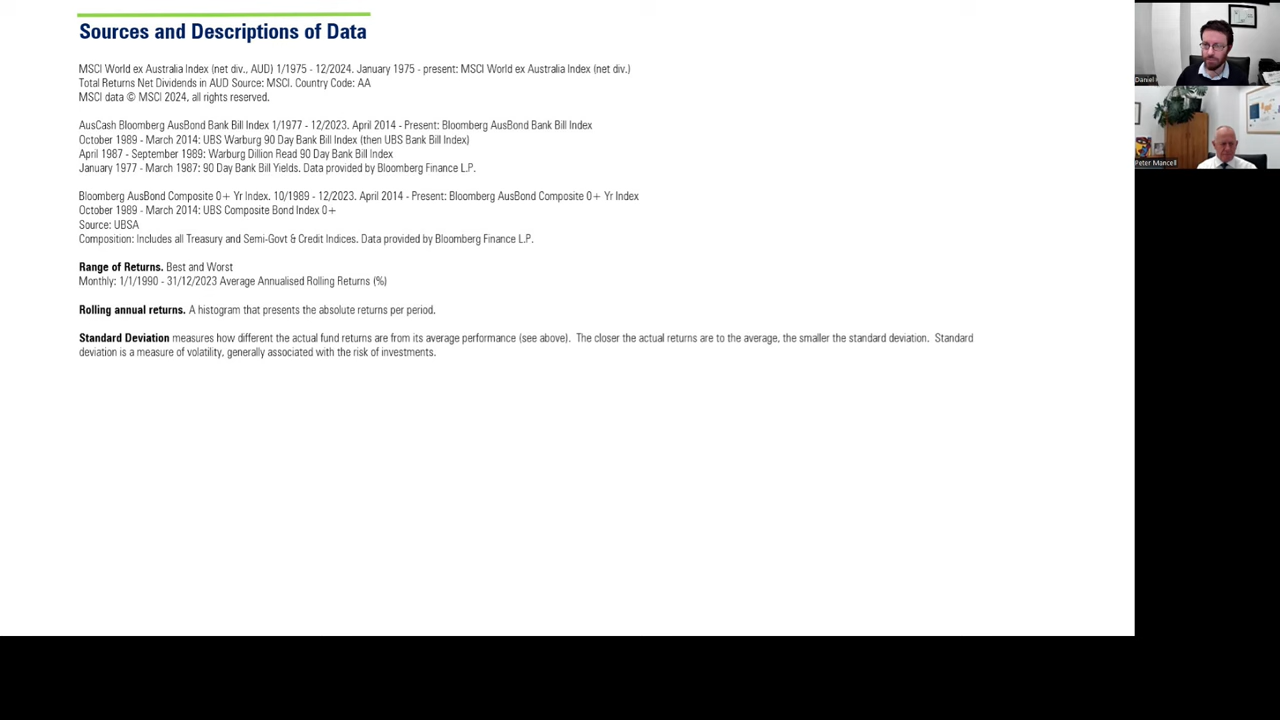 Sources and Descriptions of Data
MSCI World ex Australia Index (net div., AUD) 1/1975 - 12/2024. January 1975 - present: MSCI World ex Australia Index (net div.)
Total Returns Net Dividends in AUD Source: MSCI. Country Code: AA
MSCI data © MSCI 2024, all rights reserved.
AusCash Bloomberg AusBond Bank Bill Index 1/1977 - 12/2023. April 2014 - Present: Bloomberg AusBond Bank Bill Index
October 1989 - March 2014: UBS Warburg 90 Day Bank Bill Index (then UBS Bank Bill Index)
April 1987 - September 1989: Warburg Dillion Read 90 Day Bank Bill Index
January 1977 - March 1987: 90 Day Bank Bill Yields. Data provided by Bloomberg Finance L.P.
Bloomberg AusBond Composite 0+ Yr Index. 10/1989 - 12/2023. April 2014 - Present: Bloomberg AusBond Composite 0+ Yr Index
October 1989 - March 2014: UBS Composite Bond Index 0+
Source: UBSA
Composition: Includes all Treasury and Semi-Govt & Credit Indices. Data provided by Bloomberg Finance L.P.
Range of Returns. Best and Worst
Monthly: 1/1/1990 - 31/12/2023 Average Annualised Rolling Returns (%)
Rolling annual returns. A histogram that presents the absolute returns per period.
Standard Deviation measures how different the actual fund returns are from its average performance (see above). The closer the actual returns are to the average, the smaller the standard deviation. Standard
deviation is a measure of volatility, generally associated with the risk of investments.
Daniel
Peter Mancell